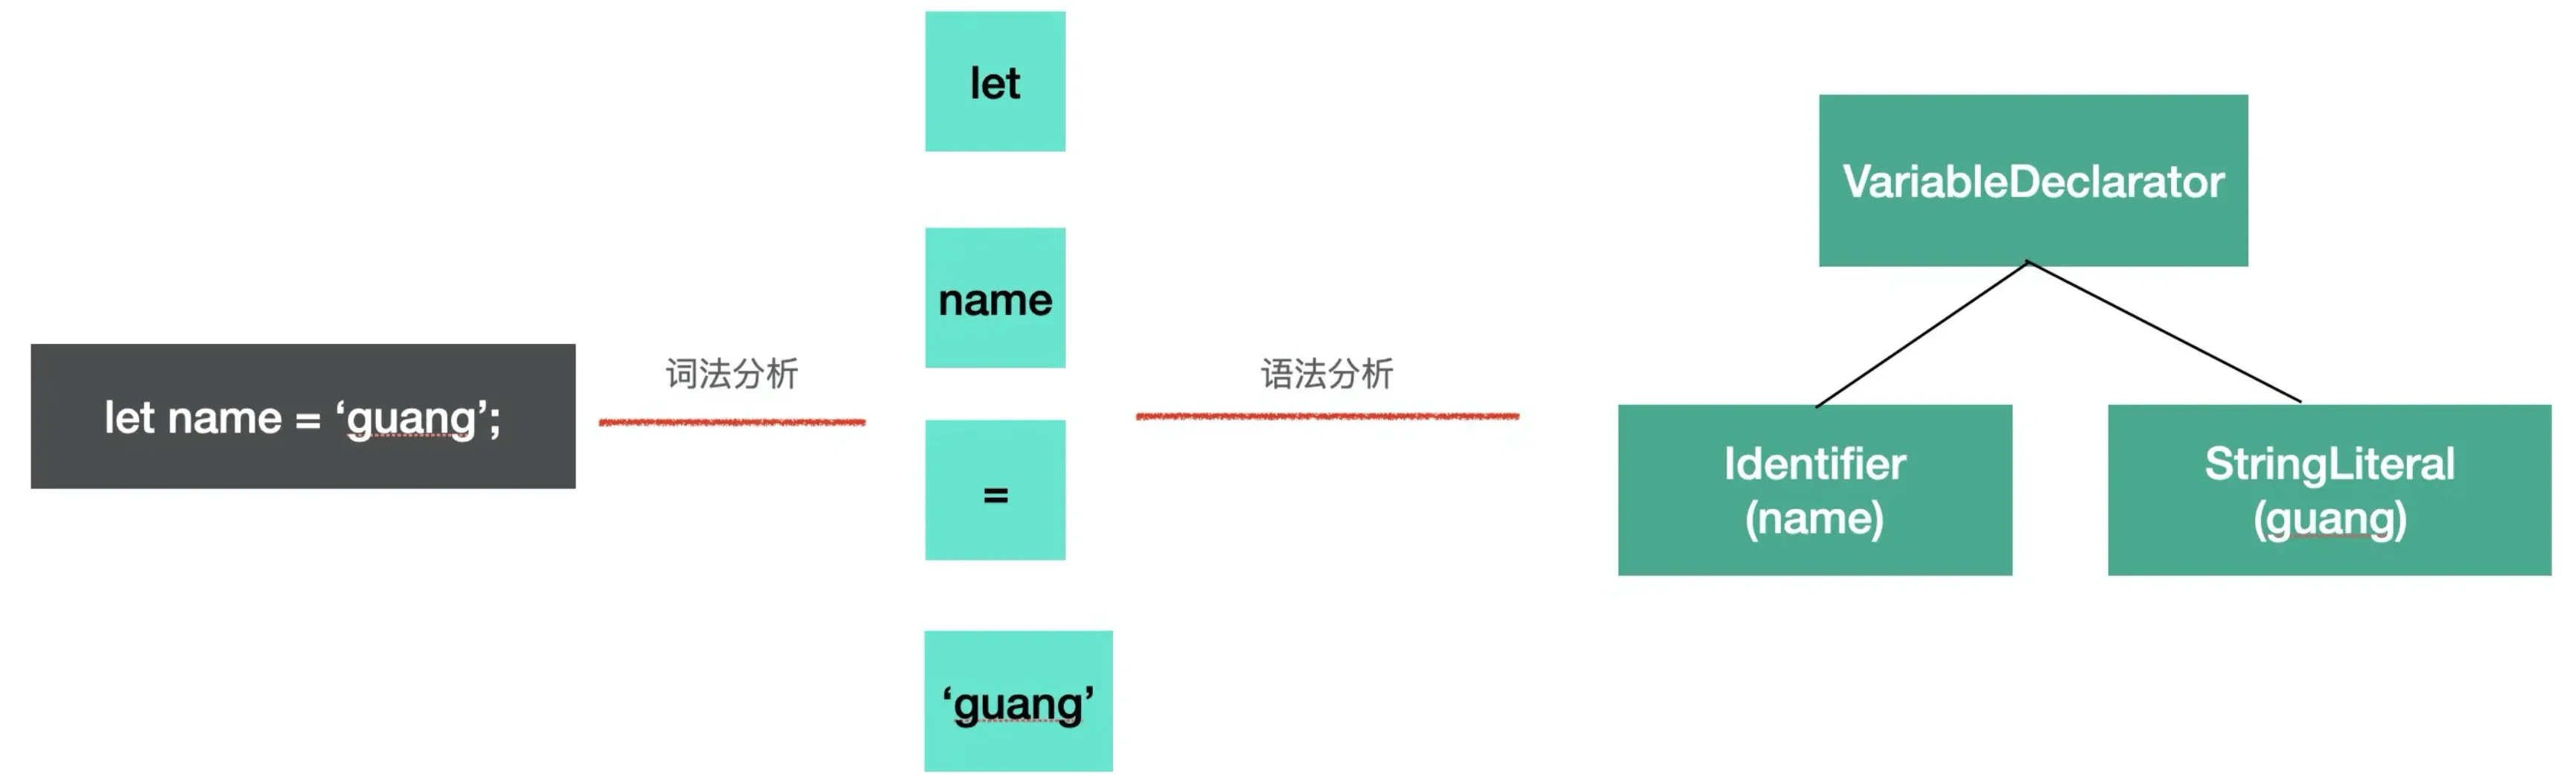 let name = ‘guang’;
词法分析
let
name
=
‘guang’
语法分析
VariableDeclarator
Identifier
(name)
StringLiteral
(guang)